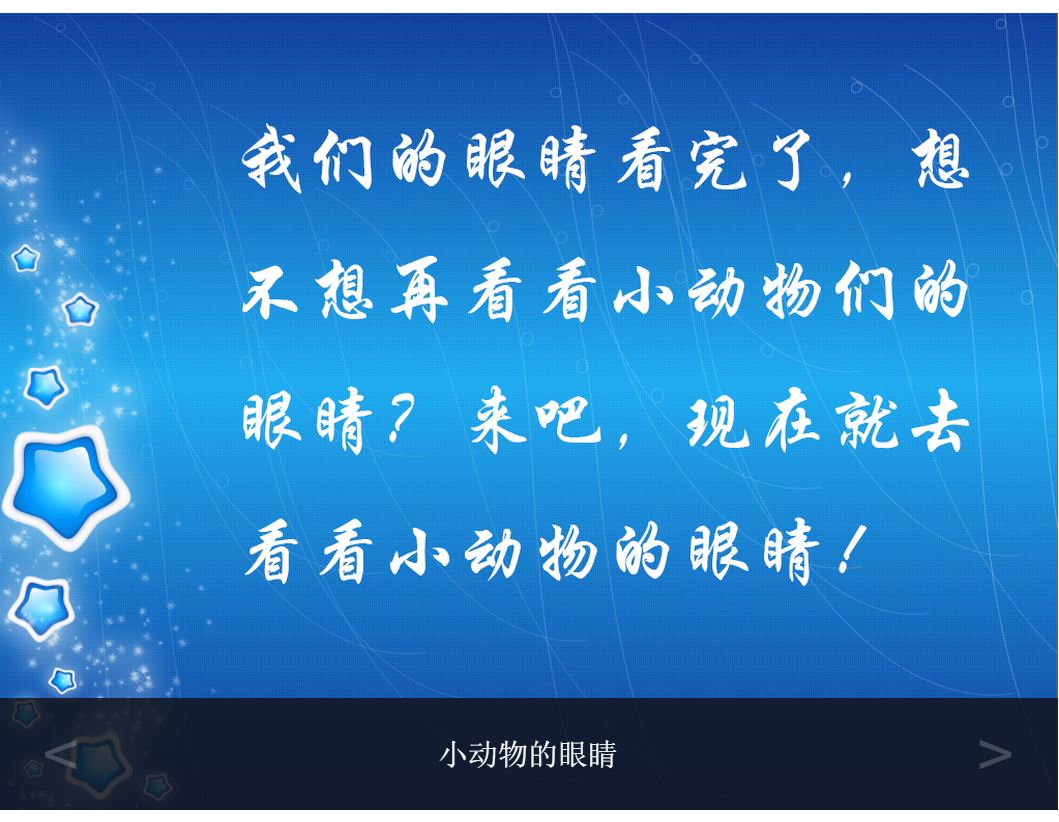 我们的眼睛看完了，想
不想再看看小动物们的
眼睛？来吧，现在就去
看看小动物的眼睛！
< 小动物的眼睛 >